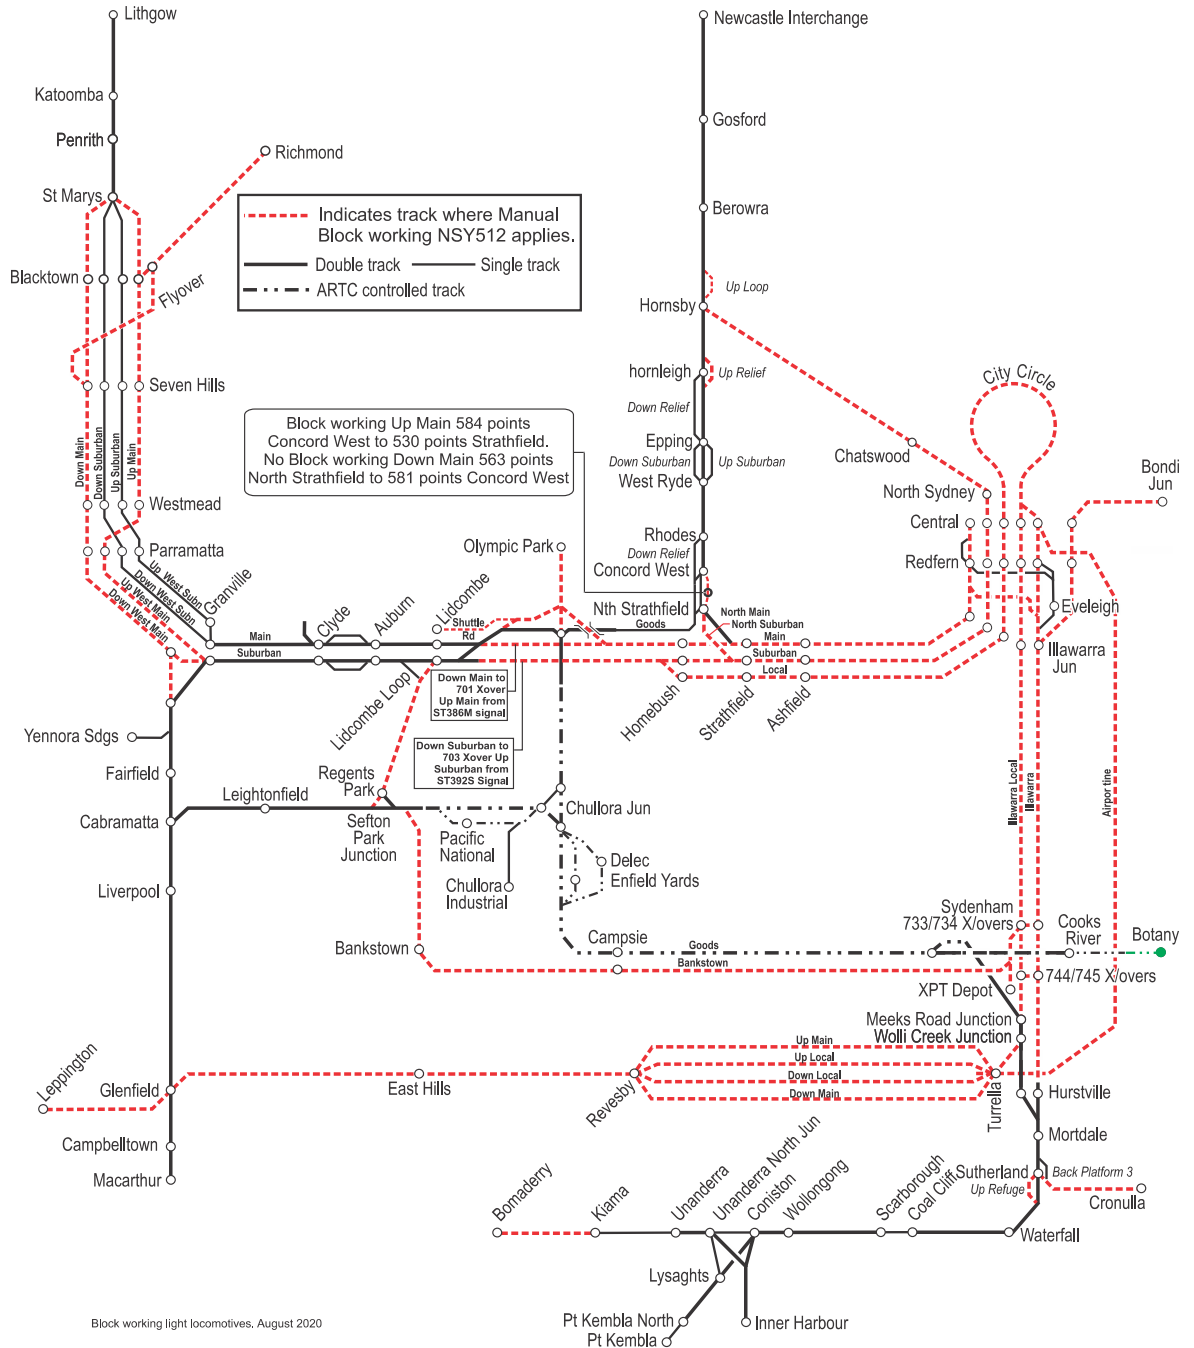 Lithgow
Newcastle Interchange
Katoomba
Gosford
Penrith
Richmond
St Marys
Berowra
Indicates track where Manual
Block working NSY512 applies.
Double track
Single track
ARTC controlled track
Blacktown
Flyover
Up Loop
Hornsby
hornleigh
Up Relief
City Circle
Seven Hills
Down Relief
Block working Up Main 584 points
Concord West to 530 points Strathfield.
No Block working Down Main 563 points
North Strathfield to 581 points Concord West
Epping
Down Suburban
Up Suburban
West Ryde
Chatswood
Bondi
Jun
North Sydney
Down Main
Down Suburban
Up Suburban
Up Main
Westmead
Central
Parramatta
Olympic Park
Rhodes
Down Relief
Concord West
Redfern
Up West Subn
Down West Subn
Up West Main
Down West Main
Granville
Clyde
Auburn
Lidcombe
Shuttle
Rd
Nth Strathfield
Goods
North Main
North Suburban
Eveleigh
Main
Suburban
Main
Suburban
Local
Illawarra
Jun
Lidcombe Loop
Down Main to
701 Xover
Up Main from
ST386M signal
Homebush
Strathfield
Ashfield
Yennora Sdgs
Down Suburban to
703 Xover Up
Suburban from
ST392S Signal
Fairfield
Regents
Park
Leightonfield
Illawarra Local
Illawarra
Airpor tine
Cabramatta
Sefton
Park
Junction
Pacific
National
Chullora Jun
Chullora
Industrial
Delec
Enfield Yards
Liverpool
Bankstown
Campsie
Goods
Bankstown
Sydenham
733/734 X/overs
Cooks
River
Botany
XPT Depot
744/745 X/overs
Meeks Road Junction
Wolli Creek Junction
Up Main
Up Local
Down Local
Down Main
Leppington
Glenfield
East Hills
Revesby
Turrella
Hurstville
Campbelltown
Mortdale
Macarthur
Sutherland
Back Platform 3
Up Refuge
Cronulla
Bomaderry
Kiama
Unanderra
Unanderra North Jun
Coniston
Wollongong
Scarborough
Coal Cliff
Waterfall
Lysaghts
Pt Kembla North
Pt Kembla
Inner Harbour
Block working light locomotives, August 2020